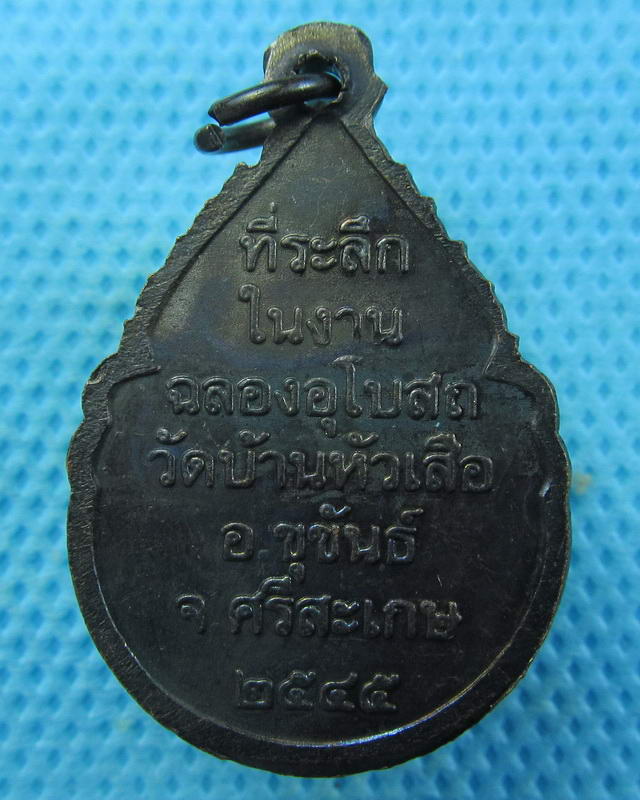 ที่ระลึก
ในงาน
ฉลองอุโบสถ
วัดบ้านหัวเสือ
อ.ขุขันธ์
จ.ศรีสะเกษ
๒๕๔๕